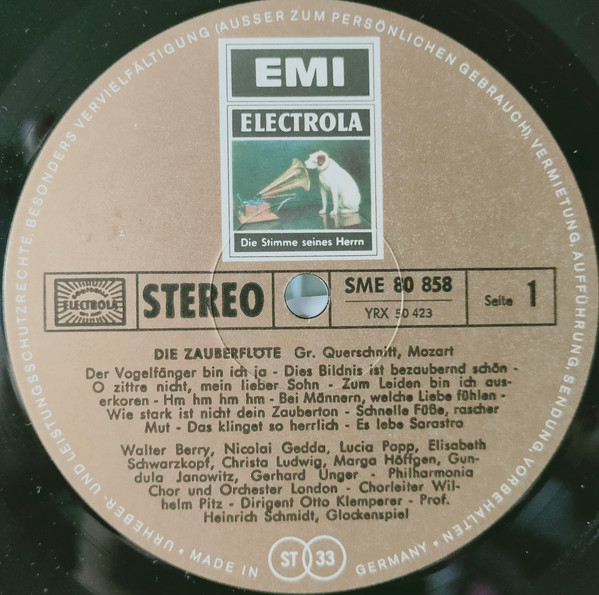 URHEBER- UND LEISTUNGSSCHUTZRECHTE, BESONDERS VERVIELFÄLTIGUNG (AUSSER ZUM PERSÖNLICHEN GEBRAUCH), VERMIETUNG, AUFFÜHRUNG, SENDUNG, VORBEHALTEN •
EMI
ELECTROLA
Die Stimme seines Herrn
ELECTROLA
STEREO
SME 80 858
YRX 50 423
Seite 1
DIE ZAUBERFLÖTE Gr. Querschnitt, Mozart
Der Vogelfänger bin ich ja - Dies Bildnis ist bezaubernd schön -
O zittre nicht, mein lieber Sohn - Zum Leiden bin ich aus-
erkoren - Hm hm hm hm - Bei Männern, welche Liebe fühlen -
Wie stark ist nicht dein Zauberton - Schnelle Füße, rascher
Mut - Das klinget so herrlich - Es lebe Sarastro
Walter Berry, Nicolai Gedda, Lucia Popp, Elisabeth
Schwarzkopf, Christa Ludwig, Marga Höffgen, Gun-
dula Janowitz, Gerhard Unger - Philharmonia
Chor und Orchester London - Chorleiter Wil-
helm Pitz - Dirigent Otto Klemperer - Prof.
Heinrich Schmidt, Glockenspiel
• MADE IN GERMANY •
ST 33